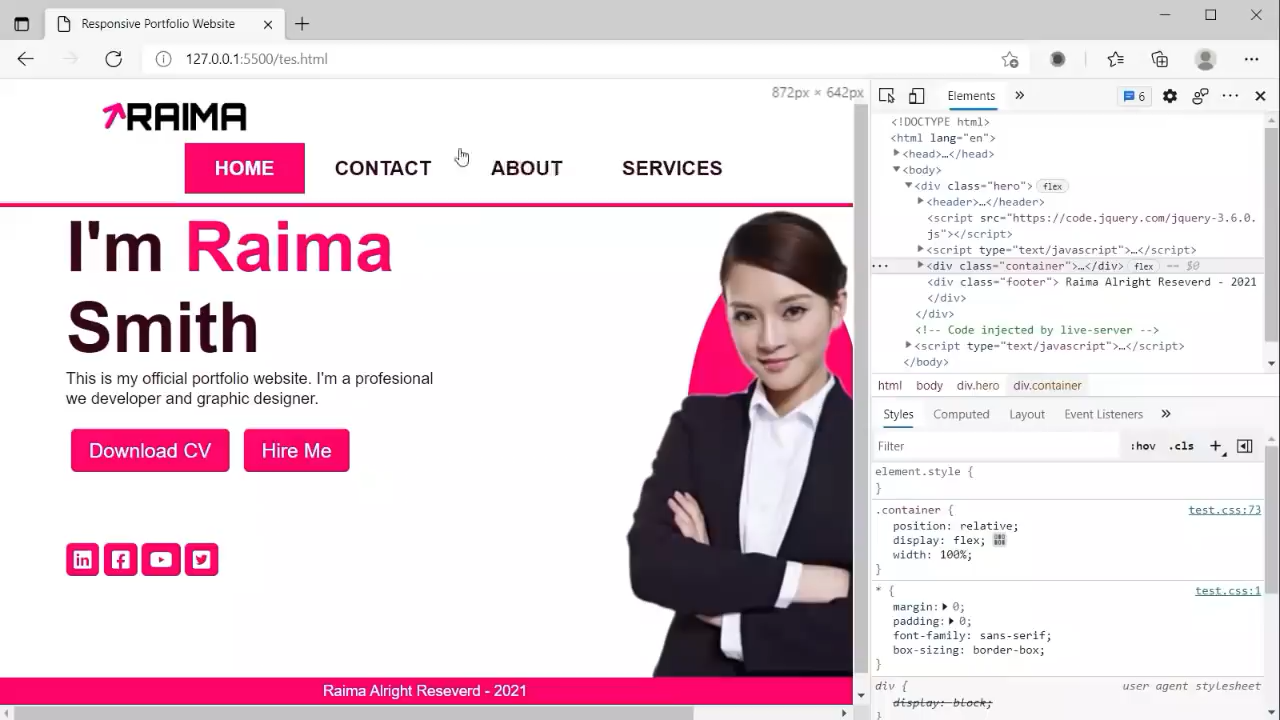 Responsive Portfolio Website
127.0.0.1:5500/tes.html
872px × 642px
RAIMA
HOME CONTACT ABOUT SERVICES
I'm Raima
Smith
This is my official portfolio website. I'm a profesional
we developer and graphic designer.
Download CV Hire Me
Raima Alright Reseverd - 2021
Elements 6
<!DOCTYPE html>
<html lang="en">
<head>…</head>
<body>
<div class="hero"> flex
<header>…</header>
<script src="https://code.jquery.com/jquery-3.6.0.
js"></script>
<script type="text/javascript">…</script>
<div class="container">…</div> flex == $0
<div class="footer"> Raima Alright Reseverd - 2021
</div>
</div>
<!-- Code injected by live-server -->
<script type="text/javascript">…</script>
</body>
html body div.hero div.container
Styles Computed Layout Event Listeners
Filter :hov .cls
element.style {
}
.container { test.css:73
position: relative;
display: flex;
width: 100%;
}
* { test.css:1
margin: 0;
padding: 0;
font-family: sans-serif;
box-sizing: border-box;
}
div { user agent stylesheet
display: block;